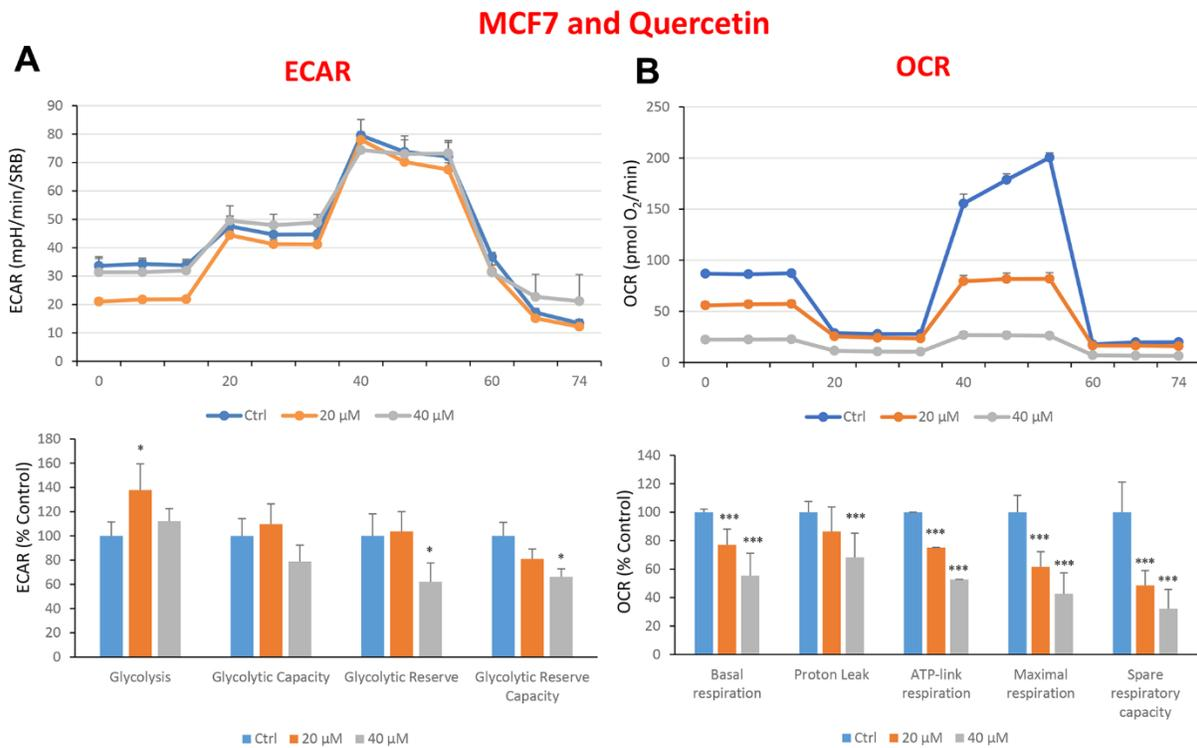 MCF7 and Quercetin
A
ECAR
ECAR (mpH/min/SRB)
90
80
70
60
50
40
30
20
10
0
0 20 40 60 74
Ctrl 20 µM 40 µM
ECAR (% Control)
180
160
140
120
100
80
60
40
20
0
*
*
*
Glycolysis Glycolytic Capacity Glycolytic Reserve Glycolytic Reserve
Capacity
Ctrl 20 µM 40 µM
B
OCR
OCR (pmol O₂/min)
250
200
150
100
50
0
0 20 40 60 74
Ctrl 20 µM 40 µM
OCR (% Control)
140
120
100
80
60
40
20
0
*** *** *** *** *** *** *** *** ***
Basal Proton Leak ATP-link Maximal Spare
respiration respiration respiration respiratory
capacity
Ctrl 20 µM 40 µM